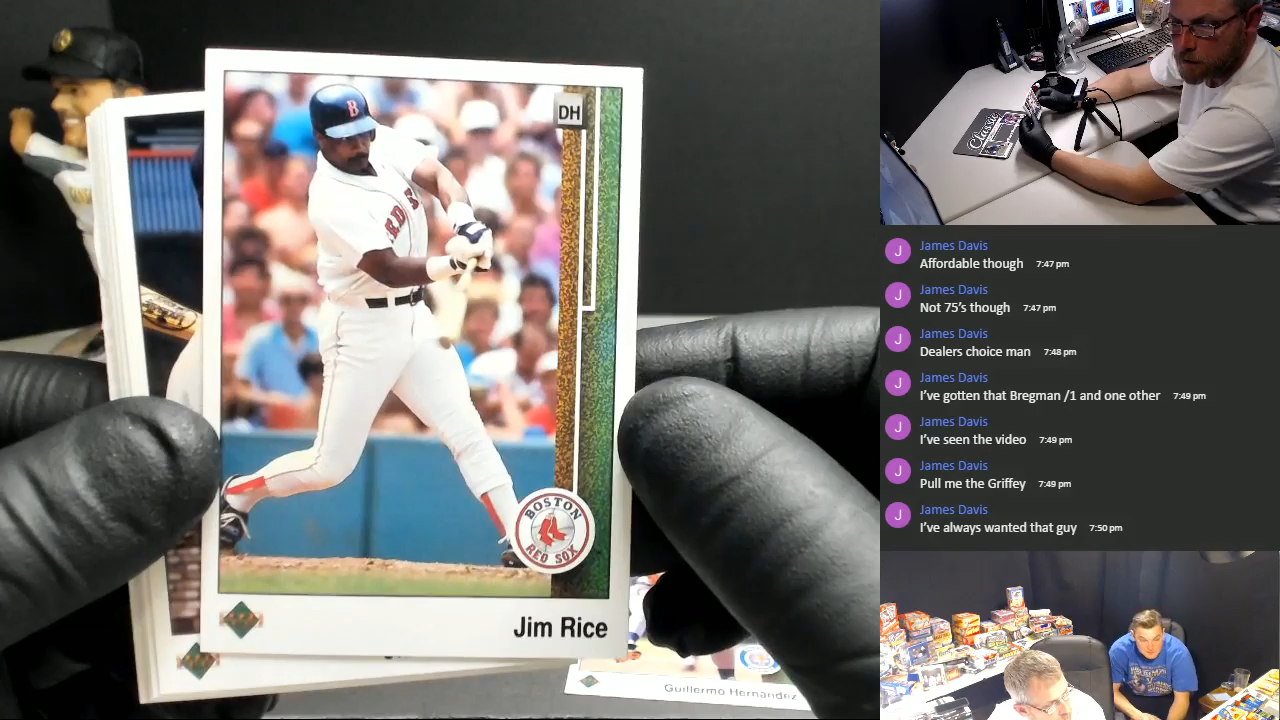 DH
B
RED S
BOSTON
RED SOX
Jim Rice
Guillermo Hernandez
Classic
James Davis
Affordable though 7:47 pm
James Davis
Not 75's though 7:47 pm
James Davis
Dealers choice man 7:48 pm
James Davis
I've gotten that Bregman /1 and one other 7:49 pm
James Davis
I've seen the video 7:49 pm
James Davis
Pull me the Griffey 7:49 pm
James Davis
I've always wanted that guy 7:50 pm
J
J
J
J
J
J
J